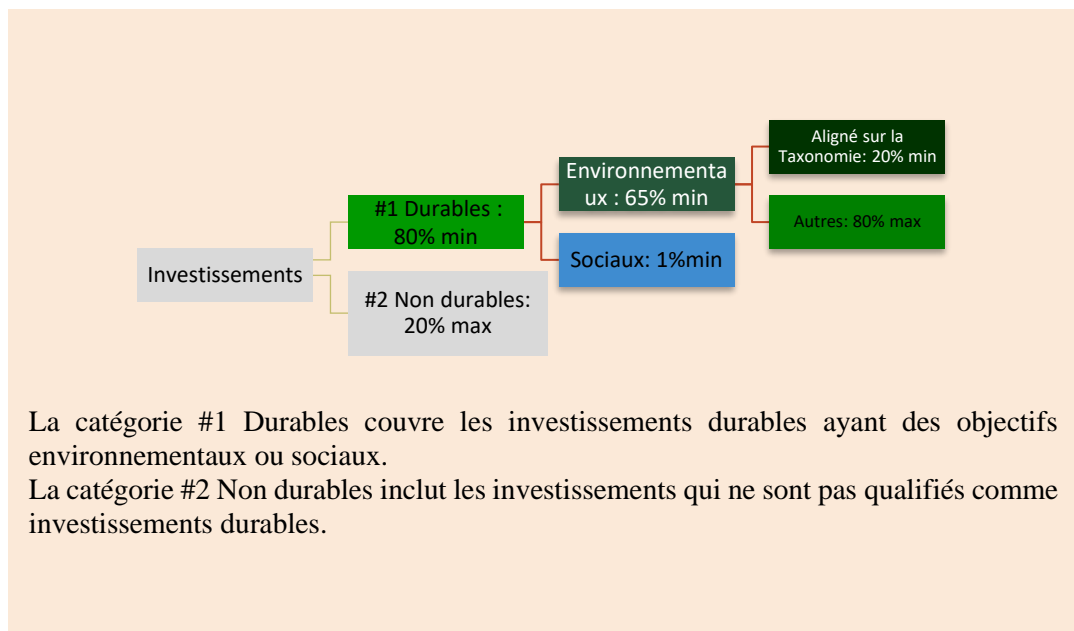 Aligné sur la
Taxonomie: 20% min
Environnementa
ux : 65% min
#1 Durables :
80% min
Autres: 80% max
Sociaux: 1%min
Investissements
#2 Non durables:
20% max
La catégorie #1 Durables couvre les investissements durables ayant des objectifs
environnementaux ou sociaux.
La catégorie #2 Non durables inclut les investissements qui ne sont pas qualifiés comme
investissements durables.